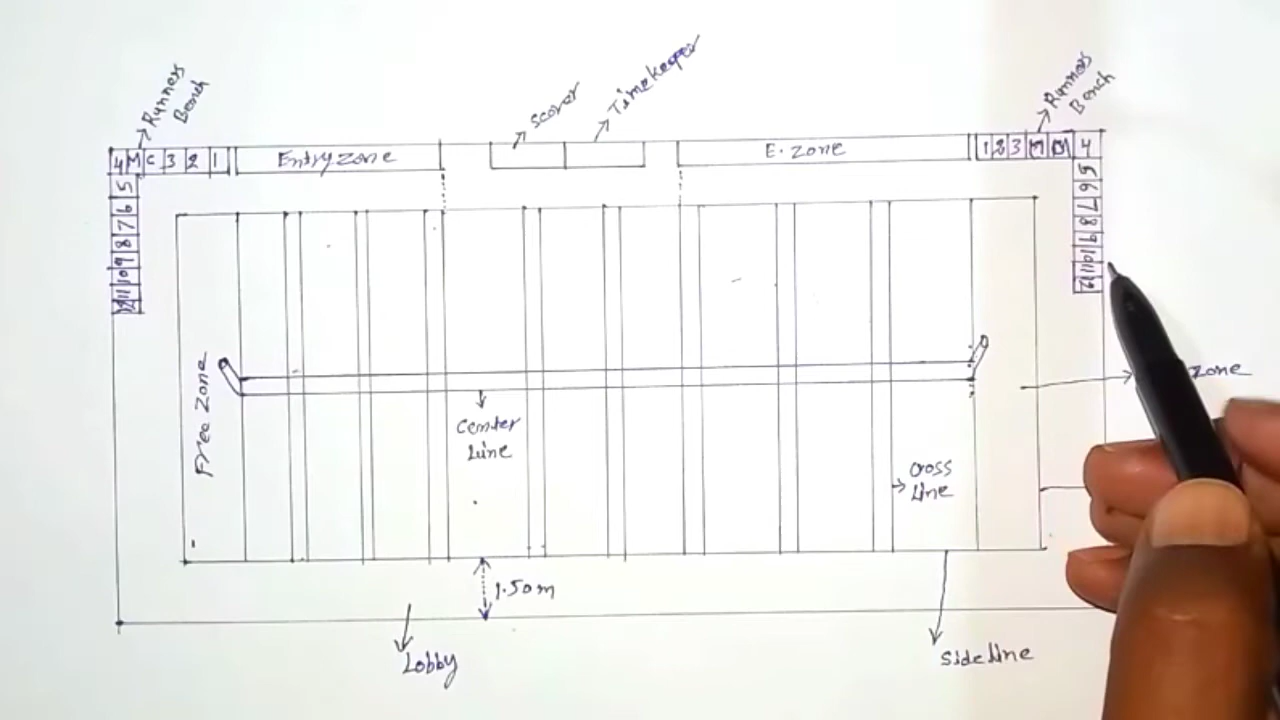 Runners
Bench
Scorer
Timekeeper
Runners
Bench
4 M C 3 2 1
Entry zone
E. zone
1 2 3
4
5
6
7
8
9
10
11
12
5
6
7
8
9
10
11
12
Free Zone
zone
Center
Line
Cross
line
1.50m
Lobby
Side line